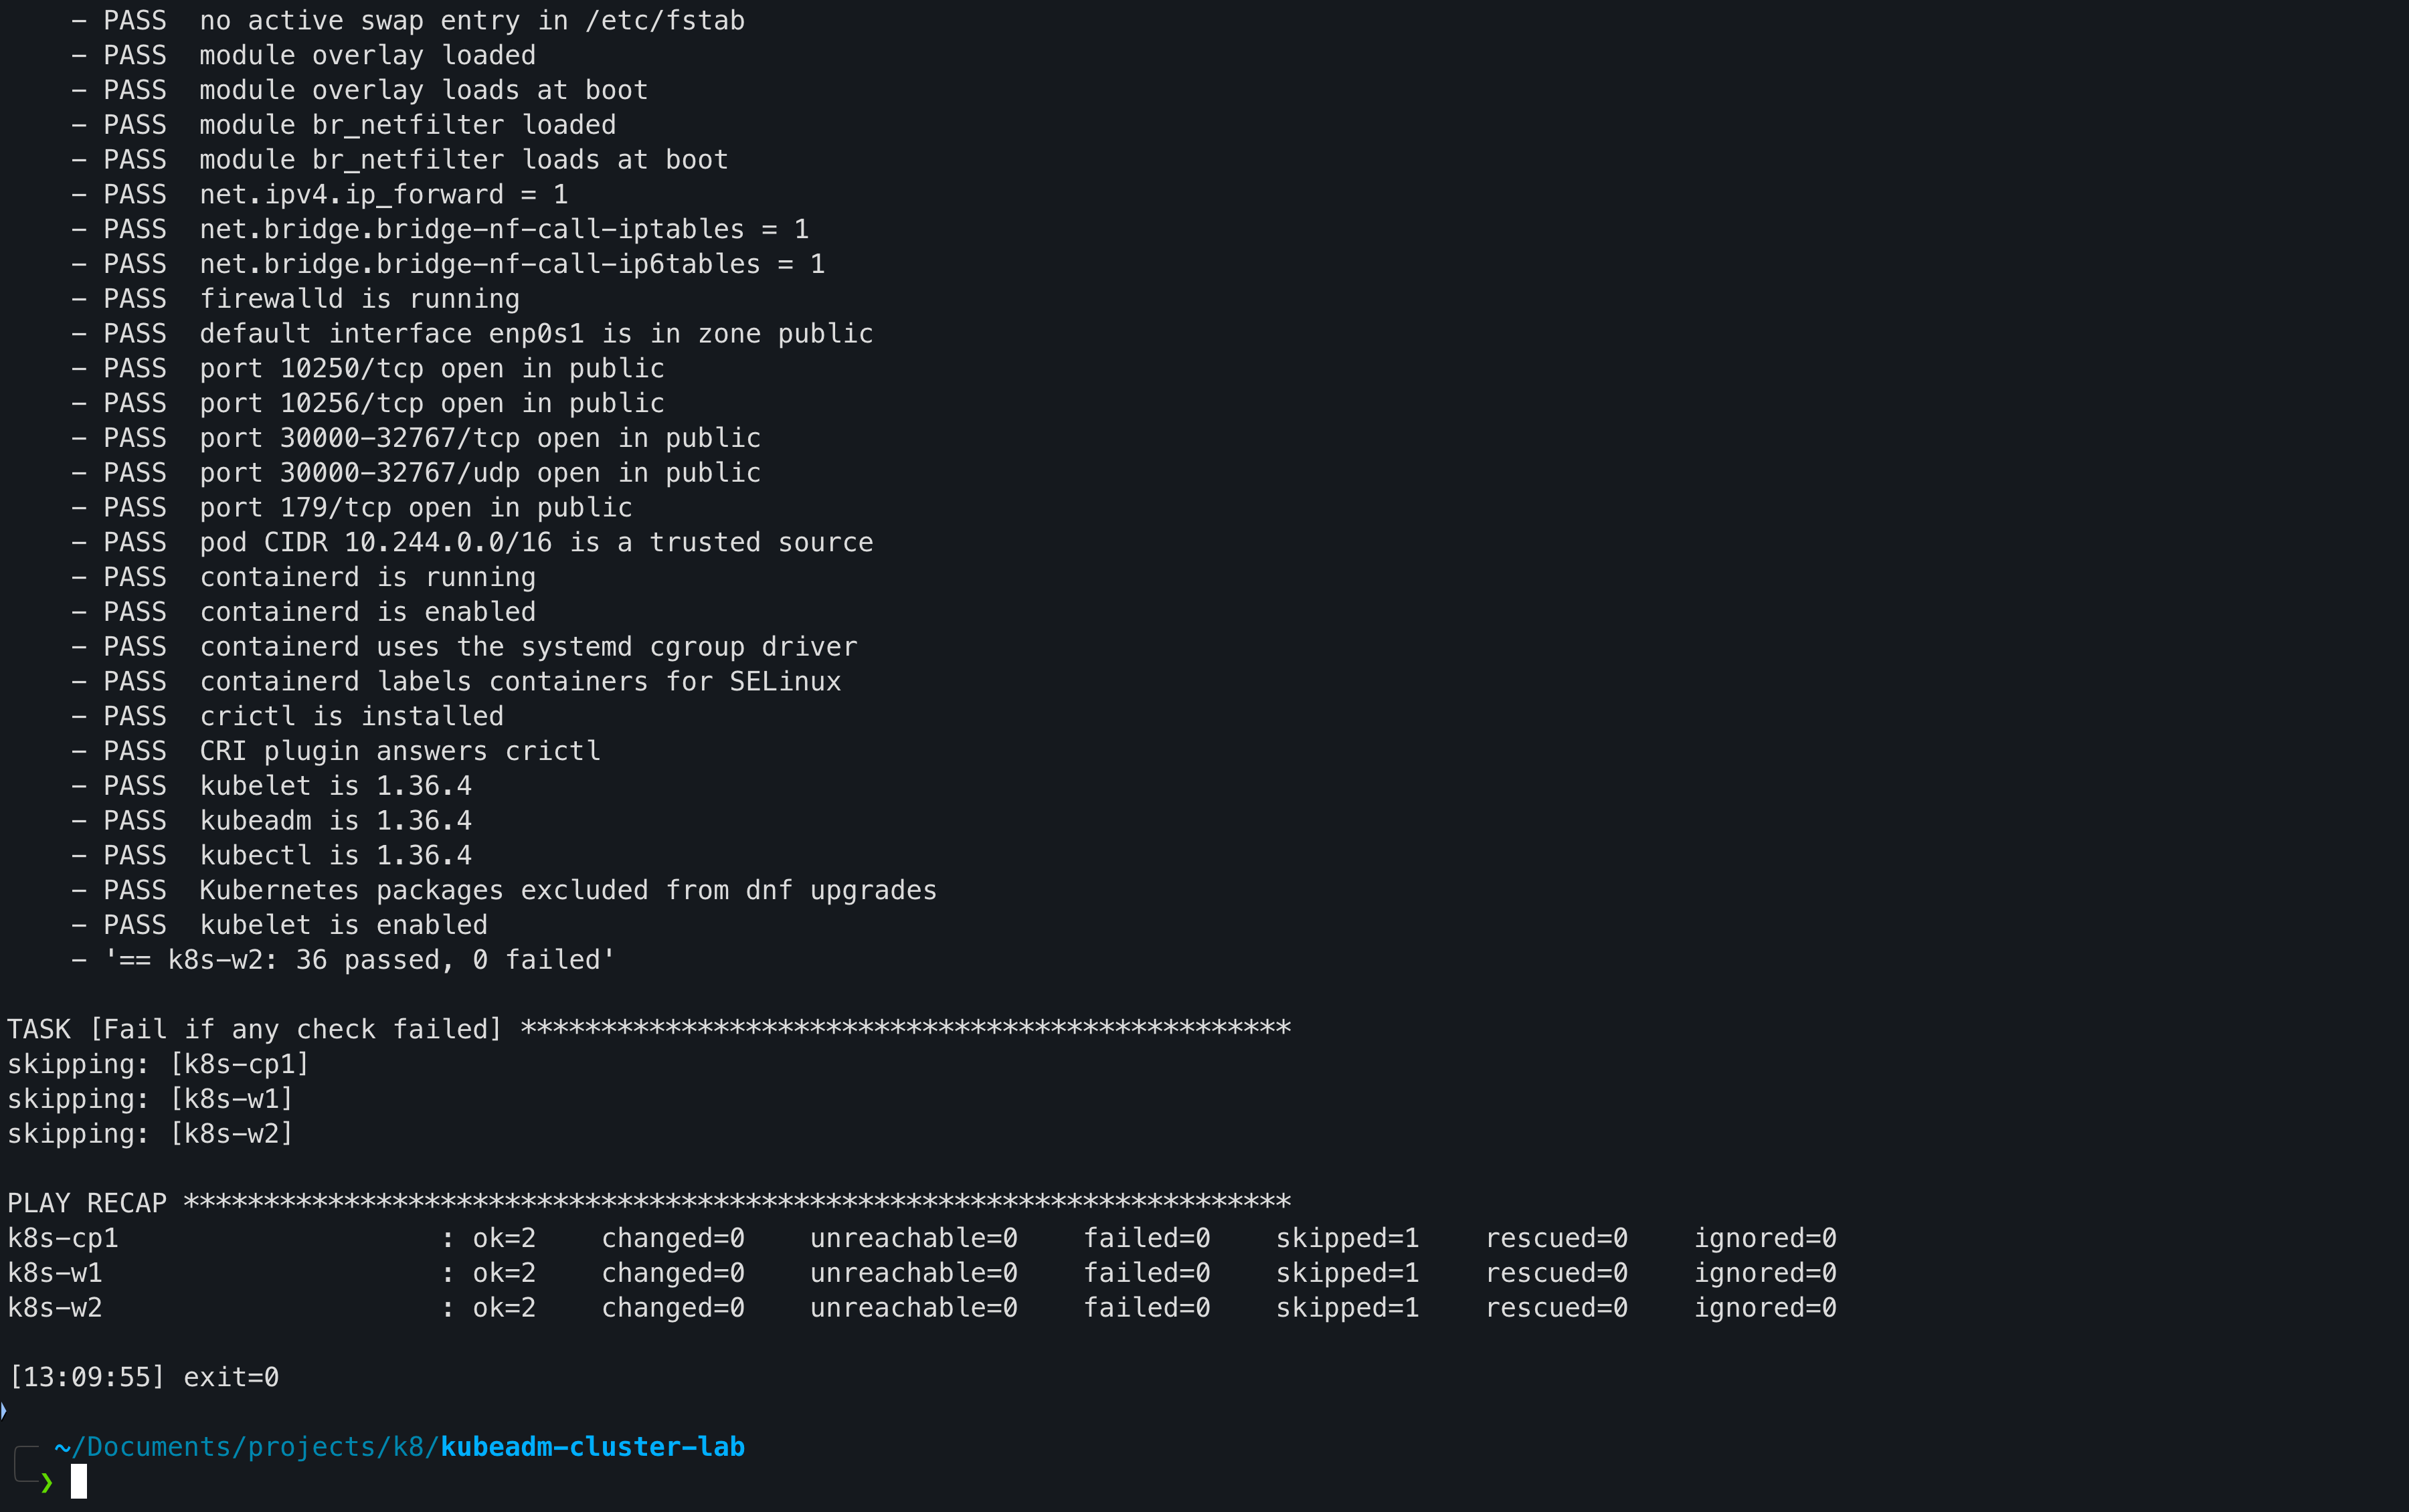 - PASS  no active swap entry in /etc/fstab
- PASS  module overlay loaded
- PASS  module overlay loads at boot
- PASS  module br_netfilter loaded
- PASS  module br_netfilter loads at boot
- PASS  net.ipv4.ip_forward = 1
- PASS  net.bridge.bridge-nf-call-iptables = 1
- PASS  net.bridge.bridge-nf-call-ip6tables = 1
- PASS  firewalld is running
- PASS  default interface enp0s1 is in zone public
- PASS  port 10250/tcp open in public
- PASS  port 10256/tcp open in public
- PASS  port 30000-32767/tcp open in public
- PASS  port 30000-32767/udp open in public
- PASS  port 179/tcp open in public
- PASS  pod CIDR 10.244.0.0/16 is a trusted source
- PASS  containerd is running
- PASS  containerd is enabled
- PASS  containerd uses the systemd cgroup driver
- PASS  containerd labels containers for SELinux
- PASS  crictl is installed
- PASS  CRI plugin answers crictl
- PASS  kubelet is 1.36.4
- PASS  kubeadm is 1.36.4
- PASS  kubectl is 1.36.4
- PASS  Kubernetes packages excluded from dnf upgrades
- PASS  kubelet is enabled
- '== k8s-w2: 36 passed, 0 failed'
TASK [Fail if any check failed] ************************************************
skipping: [k8s-cp1]
skipping: [k8s-w1]
skipping: [k8s-w2]
PLAY RECAP *********************************************************************
k8s-cp1                    : ok=2    changed=0    unreachable=0    failed=0    skipped=1    rescued=0    ignored=0
k8s-w1                     : ok=2    changed=0    unreachable=0    failed=0    skipped=1    rescued=0    ignored=0
k8s-w2                     : ok=2    changed=0    unreachable=0    failed=0    skipped=1    rescued=0    ignored=0
[13:09:55] exit=0
~/Documents/projects/k8/kubeadm-cluster-lab
❯